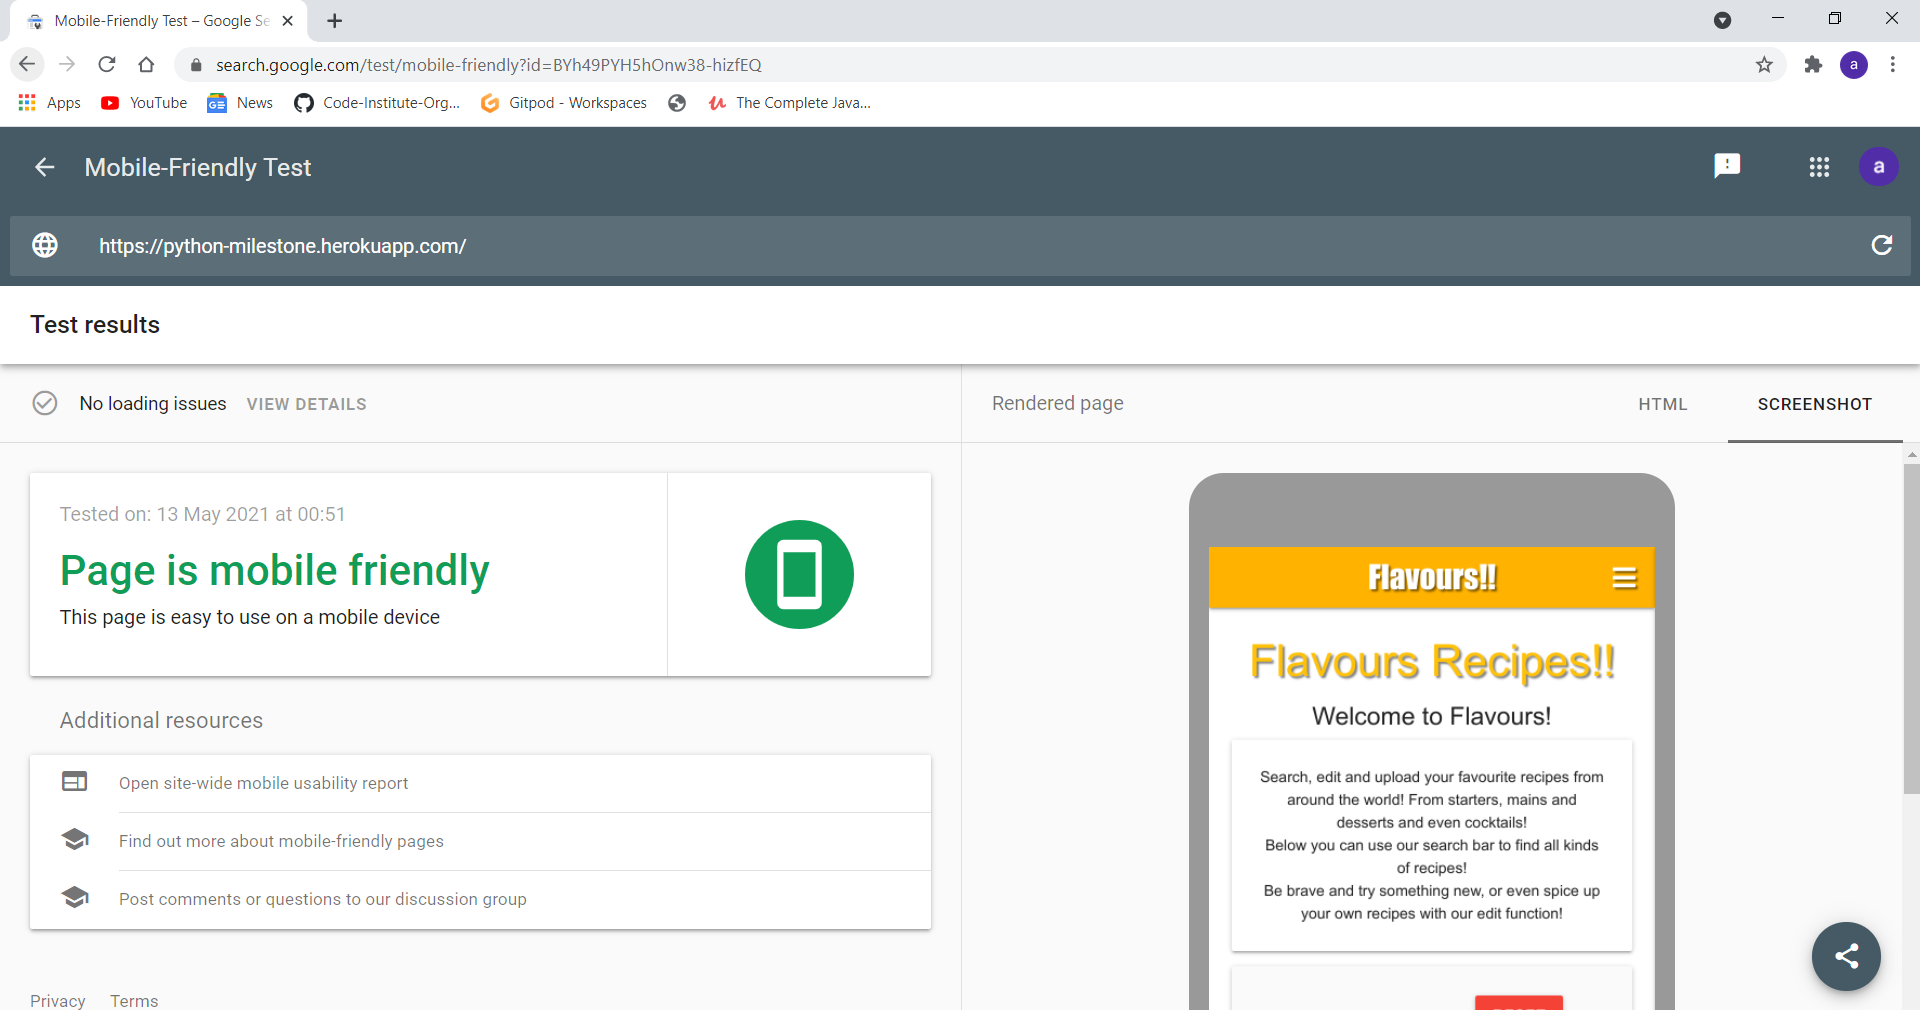 Mobile-Friendly Test – Google Se
search.google.com/test/mobile-friendly?id=BYh49PYH5hOnw38-hizfEQ
a
Apps YouTube GE News Code-Institute-Org... Gitpod - Workspaces The Complete Java...
Mobile-Friendly Test
a
https://python-milestone.herokuapp.com/
Test results
No loading issues VIEW DETAILS
Rendered page HTML SCREENSHOT
Tested on: 13 May 2021 at 00:51
Page is mobile friendly
This page is easy to use on a mobile device
Additional resources
Open site-wide mobile usability report
Find out more about mobile-friendly pages
Post comments or questions to our discussion group
Privacy Terms
Flavours!!
Flavours Recipes!!
Welcome to Flavours!
Search, edit and upload your favourite recipes from
around the world! From starters, mains and
desserts and even cocktails!
Below you can use our search bar to find all kinds
of recipes!
Be brave and try something new, or even spice up
your own recipes with our edit function!